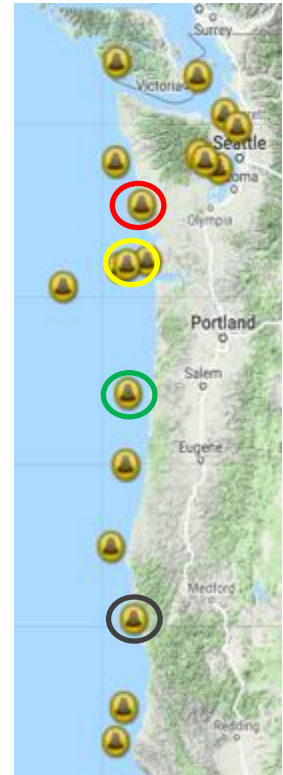 Surrey
Victoria
Seattle
Olympia
Portland
Salem
Eugene
Medford
Redding